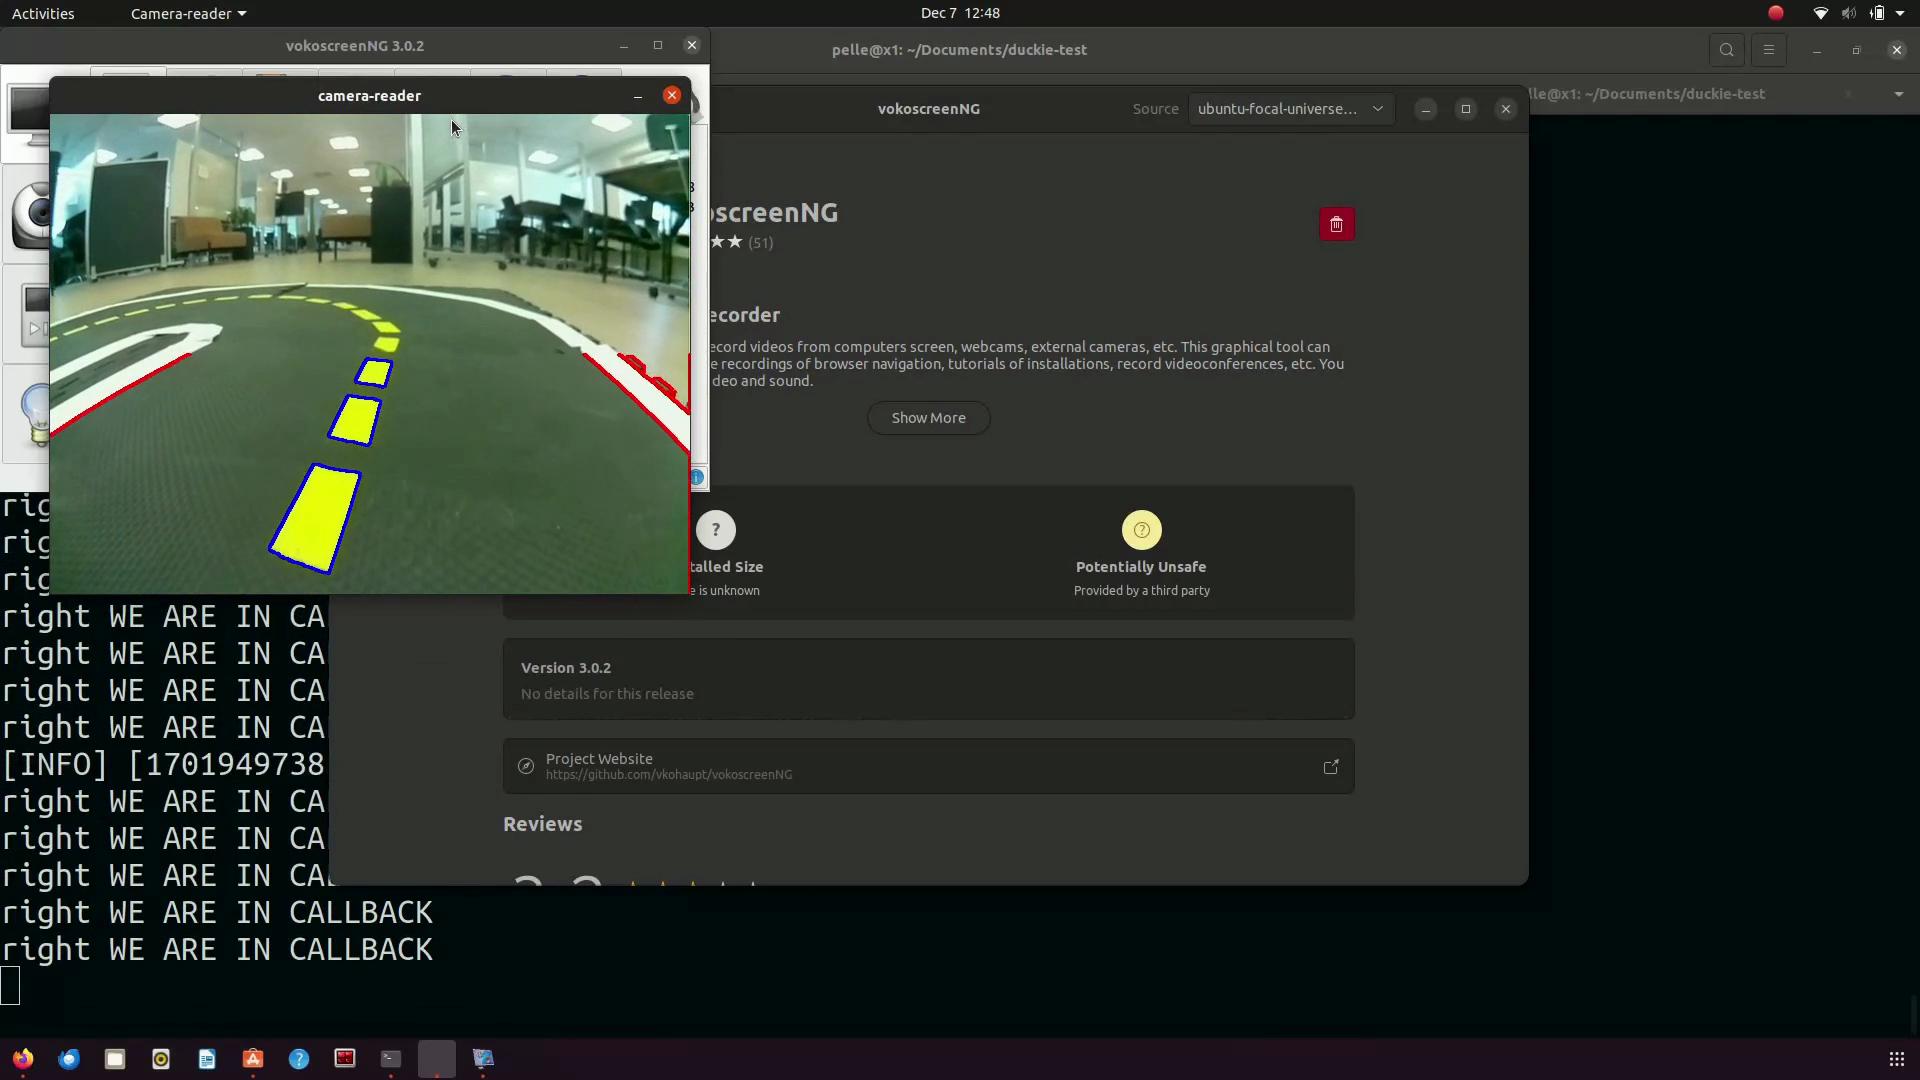 Activities
Camera-reader
Dec 7 12:48
vokoscreenNG 3.0.2
pelle@x1: ~/Documents/duckie-test
camera-reader
vokoscreenNG
Source
ubuntu-focal-universe...
lle@x1: ~/Documents/duckie-test
oscreenNG
(51)
ecorder
ecord videos from computers screen, webcams, external cameras, etc. This graphical tool can
e recordings of browser navigation, tutorials of installations, record videoconferences, etc. You
deo and sound.
Show More
talled Size
e is unknown
Potentially Unsafe
Provided by a third party
Version 3.0.2
No details for this release
Project Website
https://github.com/vkohaupt/vokoscreenNG
Reviews
rig
rig
rig
right WE ARE IN CA
right WE ARE IN CA
right WE ARE IN CA
right WE ARE IN CA
[INFO] [1701949738
right WE ARE IN CA
right WE ARE IN CA
right WE ARE IN CAL
right WE ARE IN CALLBACK
right WE ARE IN CALLBACK